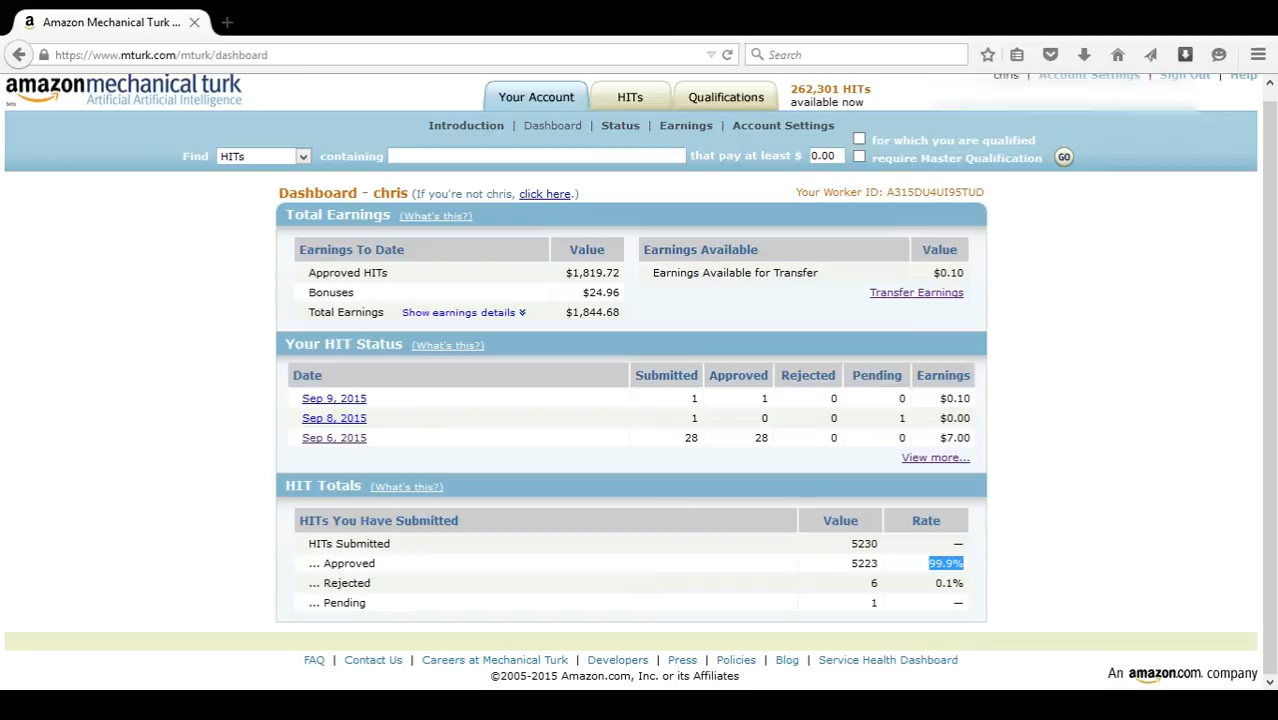 Amazon Mechanical Turk ...
https://www.mturk.com/mturk/dashboard
Search
chris | Account Settings | Sign Out | Help
amazonmechanical turk
beta
Artificial Artificial Intelligence
Your Account
HITs
Qualifications
262,301 HITs
available now
Introduction | Dashboard | Status | Earnings | Account Settings
Find HITs containing that pay at least $ 0.00
for which you are qualified
require Master Qualification
GO
Dashboard - chris (If you're not chris, click here.)
Your Worker ID: A315DU4UI95TUD
Total Earnings (What's this?)
Earnings To Date Value
Approved HITs $1,819.72
Bonuses $24.96
Total Earnings Show earnings details $1,844.68
Earnings Available Value
Earnings Available for Transfer $0.10
Transfer Earnings
Your HIT Status (What's this?)
Date Submitted Approved Rejected Pending Earnings
Sep 9, 2015 1 1 0 0 $0.10
Sep 8, 2015 1 0 0 1 $0.00
Sep 6, 2015 28 28 0 0 $7.00
View more...
HIT Totals (What's this?)
HITs You Have Submitted Value Rate
HITs Submitted 5230 —
... Approved 5223 99.9%
... Rejected 6 0.1%
... Pending 1 —
FAQ | Contact Us | Careers at Mechanical Turk | Developers | Press | Policies | Blog | Service Health Dashboard
©2005-2015 Amazon.com, Inc. or its Affiliates
An amazon.com. company